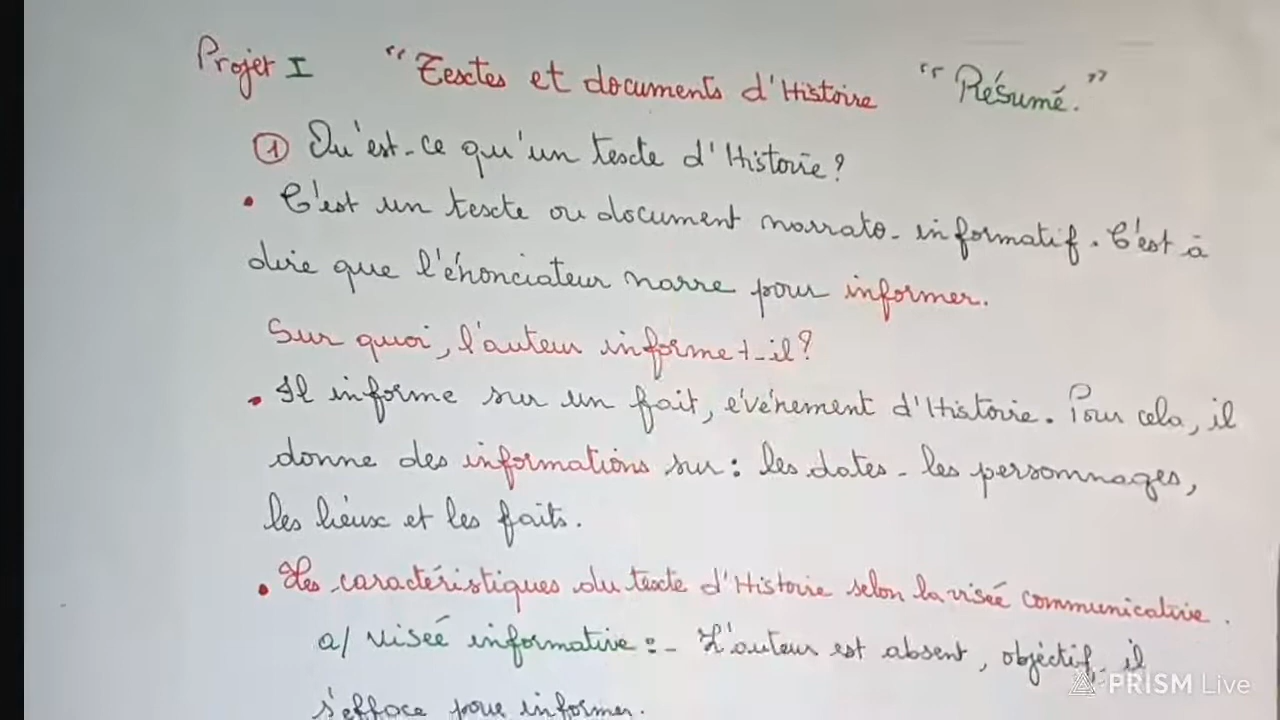 Projet I "Textes et documents d'Histoire "Résumé."
① Qu'est-ce qu'un texte d'Histoire?
• C'est un texte ou document narrato-informatif. C'est à
dire que l'énonciateur narre pour informer.
Sur quoi, l'auteur informe t-il?
• Il informe sur un fait, événement d'Histoire. Pour cela, il
donne des informations sur : les dates - les personnages,
les lieux et les faits.
• Les caractéristiques du texte d'Histoire selon la visée communicative.
a/ visée informative : - L'auteur est absent, objectif, il
s'efface pour informer.
PRISM Live